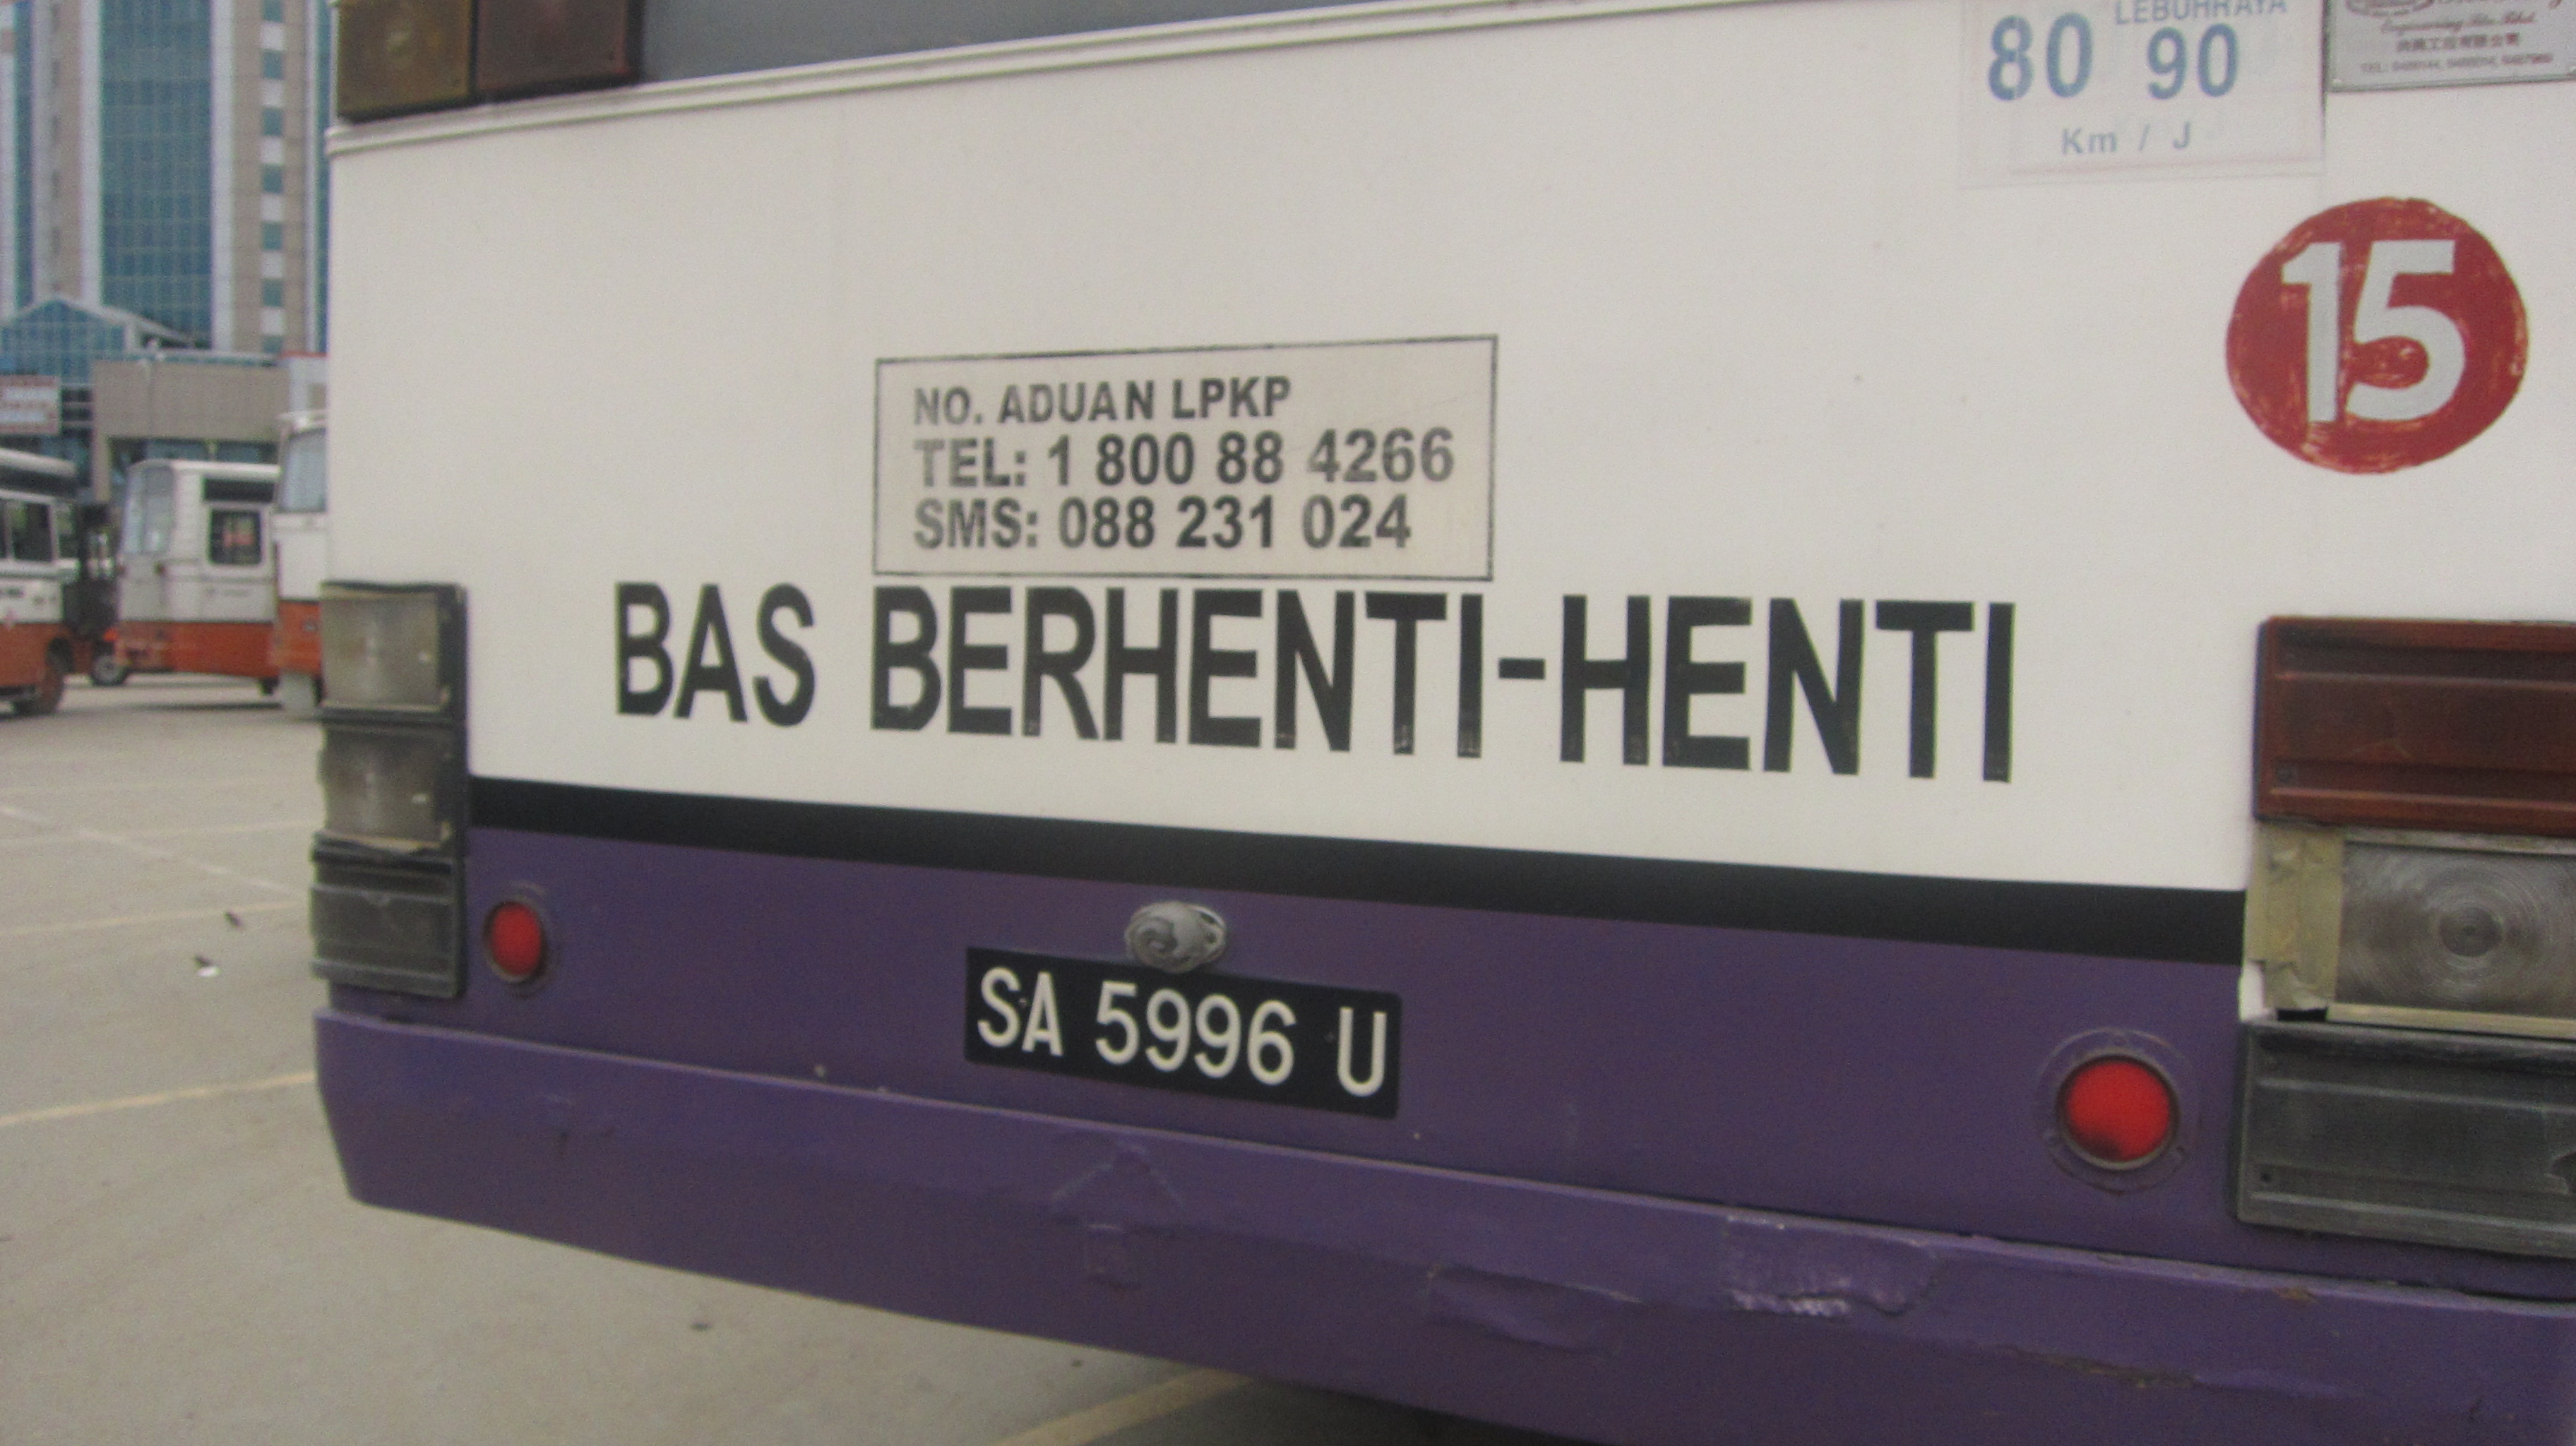 LEBUHRAYA
80 90
Km / J
15
NO. ADUAN LPKP
TEL: 1 800 88 4266
SMS: 088 231 024
BAS BERHENTI-HENTI
SA 5996 U